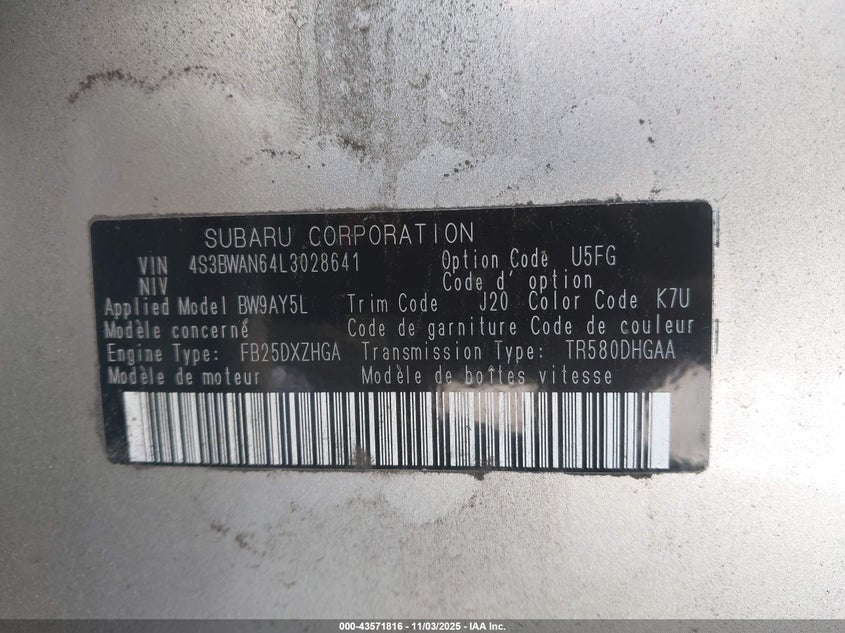 SUBARU CORPORATION
VIN 4S3BWAN64L3028641 Option Code U5FG
NIV Code d' option
Applied Model BW9AY5L Trim Code J20 Color Code K7U
Modèle concerné Code de garniture Code de couleur
Engine Type: FB25DXZHGA Transmission Type: TR580DHGAA
Modèle de moteur Modèle de boîtes vitesse
000-43571816 - 11/03/2025 - IAA Inc.